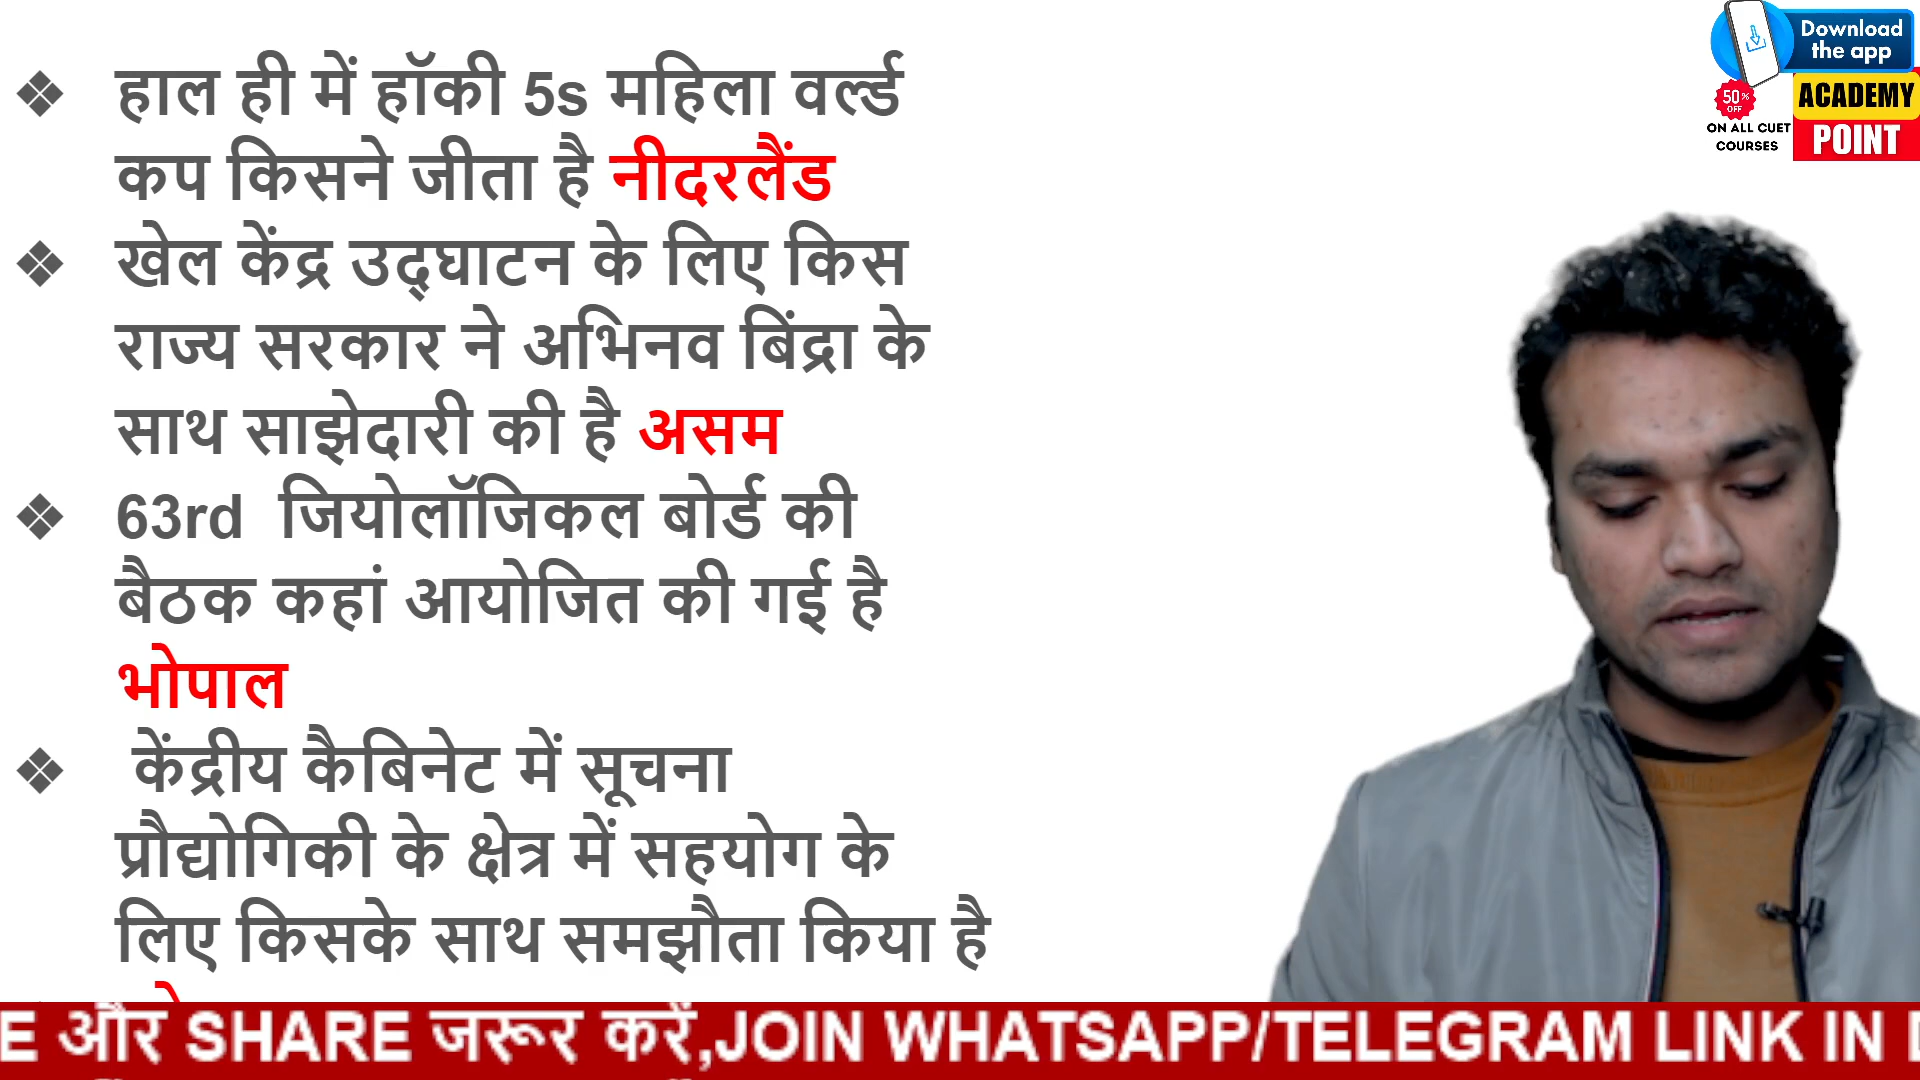 ❖ हाल ही में हॉकी 5s महिला वर्ल्ड
कप किसने जीता है नीदरलैंड
❖ खेल केंद्र उद्घाटन के लिए किस
राज्य सरकार ने अभिनव बिंद्रा के
साथ साझेदारी की है असम
❖ 63rd जियोलॉजिकल बोर्ड की
बैठक कहां आयोजित की गई है
भोपाल
❖ केंद्रीय कैबिनेट में सूचना
प्रौद्योगिकी के क्षेत्र में सहयोग के
लिए किसके साथ समझौता किया है
Download
the app
50% OFF
ON ALL CUET
COURSES
ACADEMY
POINT
E और SHARE जरूर करें,JOIN WHATSAPP/TELEGRAM LINK IN